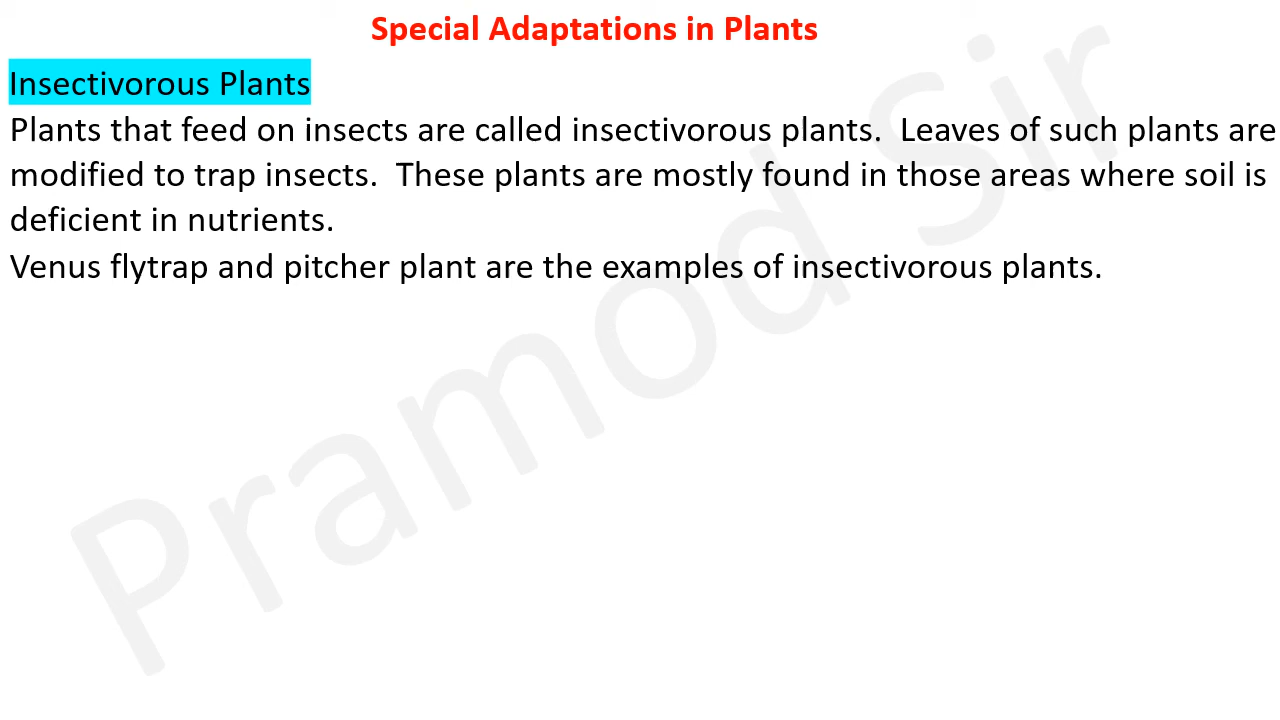 Special Adaptations in Plants
Insectivorous Plants
Plants that feed on insects are called insectivorous plants.  Leaves of such plants are
modified to trap insects.  These plants are mostly found in those areas where soil is
deficient in nutrients.
Venus flytrap and pitcher plant are the examples of insectivorous plants.
Pramod Sir